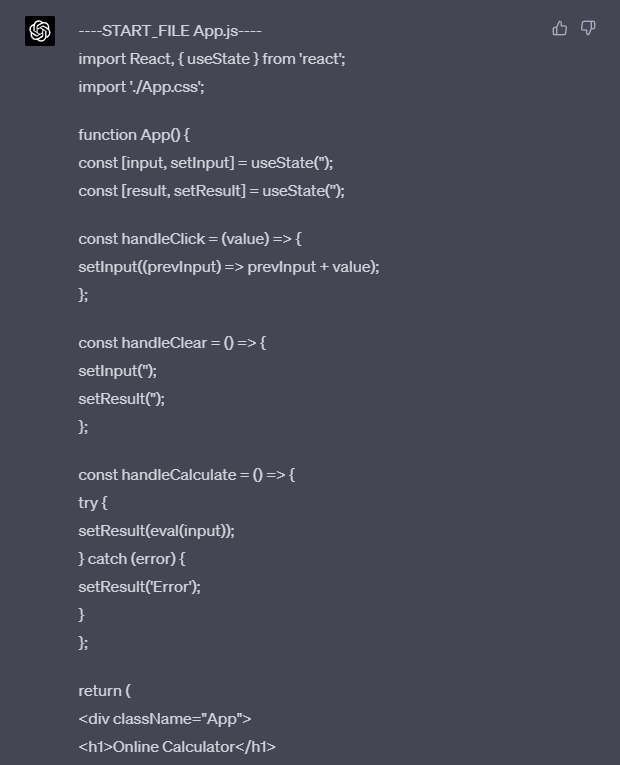 ----START_FILE App.js----
import React, { useState } from 'react';
import './App.css';
function App() {
const [input, setInput] = useState('');
const [result, setResult] = useState('');
const handleClick = (value) => {
setInput((prevInput) => prevInput + value);
};
const handleClear = () => {
setInput('');
setResult('');
};
const handleCalculate = () => {
try {
setResult(eval(input));
} catch (error) {
setResult('Error');
}
};
return (
<div className="App">
<h1>Online Calculator</h1>